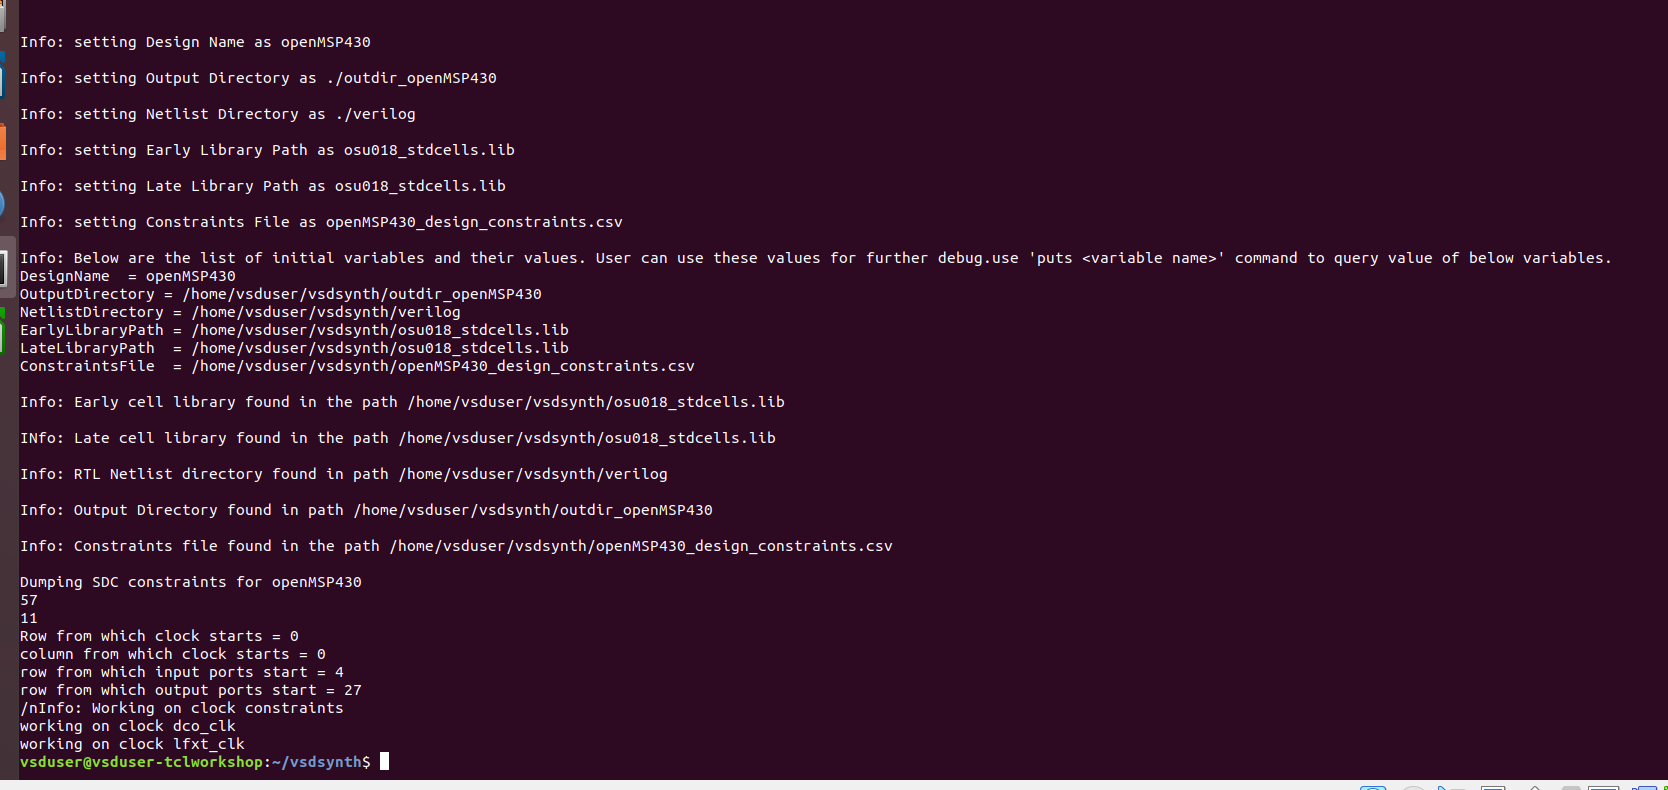 Info: setting Design Name as openMSP430
Info: setting Output Directory as ./outdir_openMSP430
Info: setting Netlist Directory as ./verilog
Info: setting Early Library Path as osu018_stdcells.lib
Info: setting Late Library Path as osu018_stdcells.lib
Info: setting Constraints File as openMSP430_design_constraints.csv
Info: Below are the list of initial variables and their values. User can use these values for further debug.use 'puts <variable name>' command to query value of below variables.
DesignName  = openMSP430
OutputDirectory = /home/vsduser/vsdsynth/outdir_openMSP430
NetlistDirectory = /home/vsduser/vsdsynth/verilog
EarlyLibraryPath = /home/vsduser/vsdsynth/osu018_stdcells.lib
LateLibraryPath  = /home/vsduser/vsdsynth/osu018_stdcells.lib
ConstraintsFile  = /home/vsduser/vsdsynth/openMSP430_design_constraints.csv
Info: Early cell library found in the path /home/vsduser/vsdsynth/osu018_stdcells.lib
INfo: Late cell library found in the path /home/vsduser/vsdsynth/osu018_stdcells.lib
Info: RTL Netlist directory found in path /home/vsduser/vsdsynth/verilog
Info: Output Directory found in path /home/vsduser/vsdsynth/outdir_openMSP430
Info: Constraints file found in the path /home/vsduser/vsdsynth/openMSP430_design_constraints.csv
Dumping SDC constraints for openMSP430
57
11
Row from which clock starts = 0
column from which clock starts = 0
row from which input ports start = 4
row from which output ports start = 27
/nInfo: Working on clock constraints
working on clock dco_clk
working on clock lfxt_clk
vsduser@vsduser-tclworkshop:~/vsdsynth$